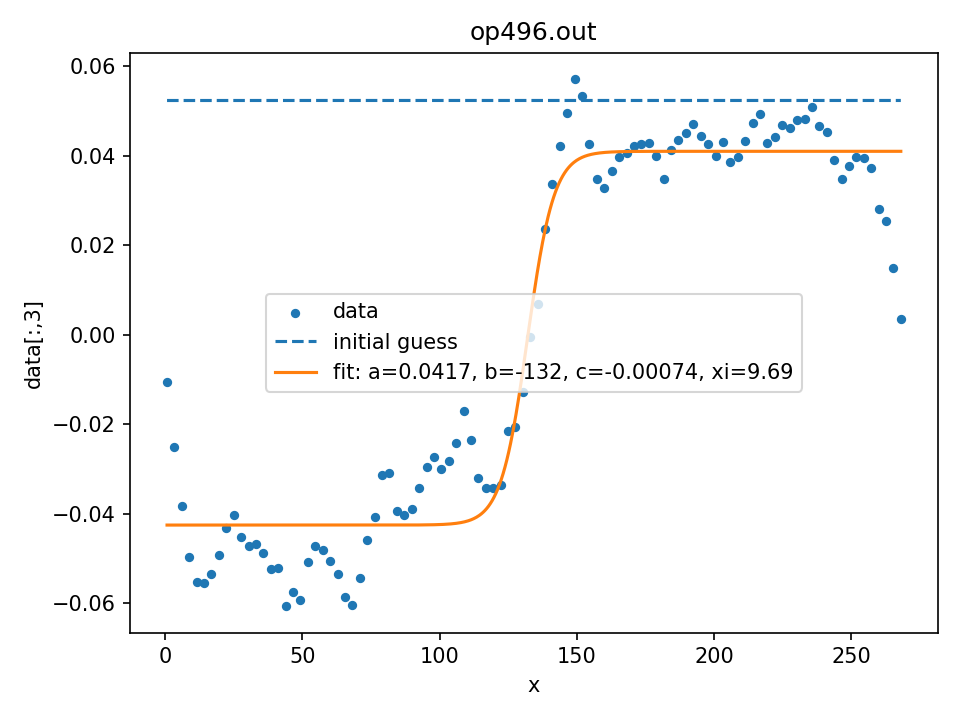 op496.out
0.06
0.04
0.02
0.00
−0.02
−0.04
−0.06
data[:,3]
data
initial guess
fit: a=0.0417, b=-132, c=-0.00074, xi=9.69
0 50 100 150 200 250
x